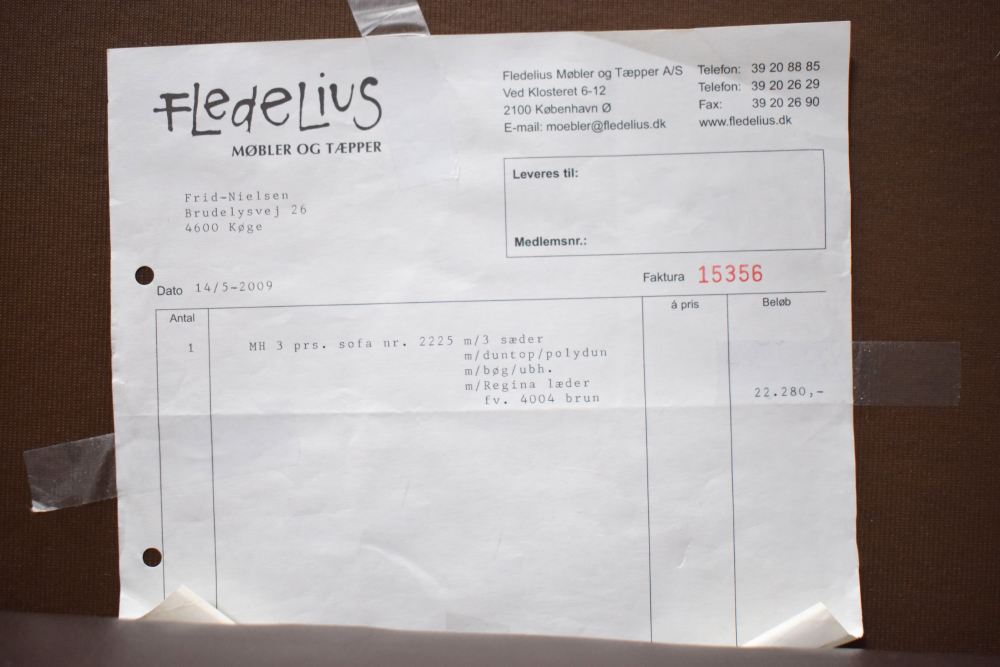 FLedeLius
MØBLER OG TÆPPER
Fledelius Møbler og Tæpper A/S
Ved Klosteret 6-12
2100 København Ø
E-mail: moebler@fledelius.dk
Telefon: 39 20 88 85
Telefon: 39 20 26 29
Fax: 39 20 26 90
www.fledelius.dk
Frid-Nielsen
Brudelysvej 26
4600 Køge
Leveres til:
Medlemsnr.:
Dato 14/5-2009
Faktura 15356
Antal á pris Beløb
1 MH 3 prs. sofa nr. 2225 m/3 sæder
m/duntop/polydun
m/bøg/ubh.
m/Regina læder
fv. 4004 brun 22.280,-